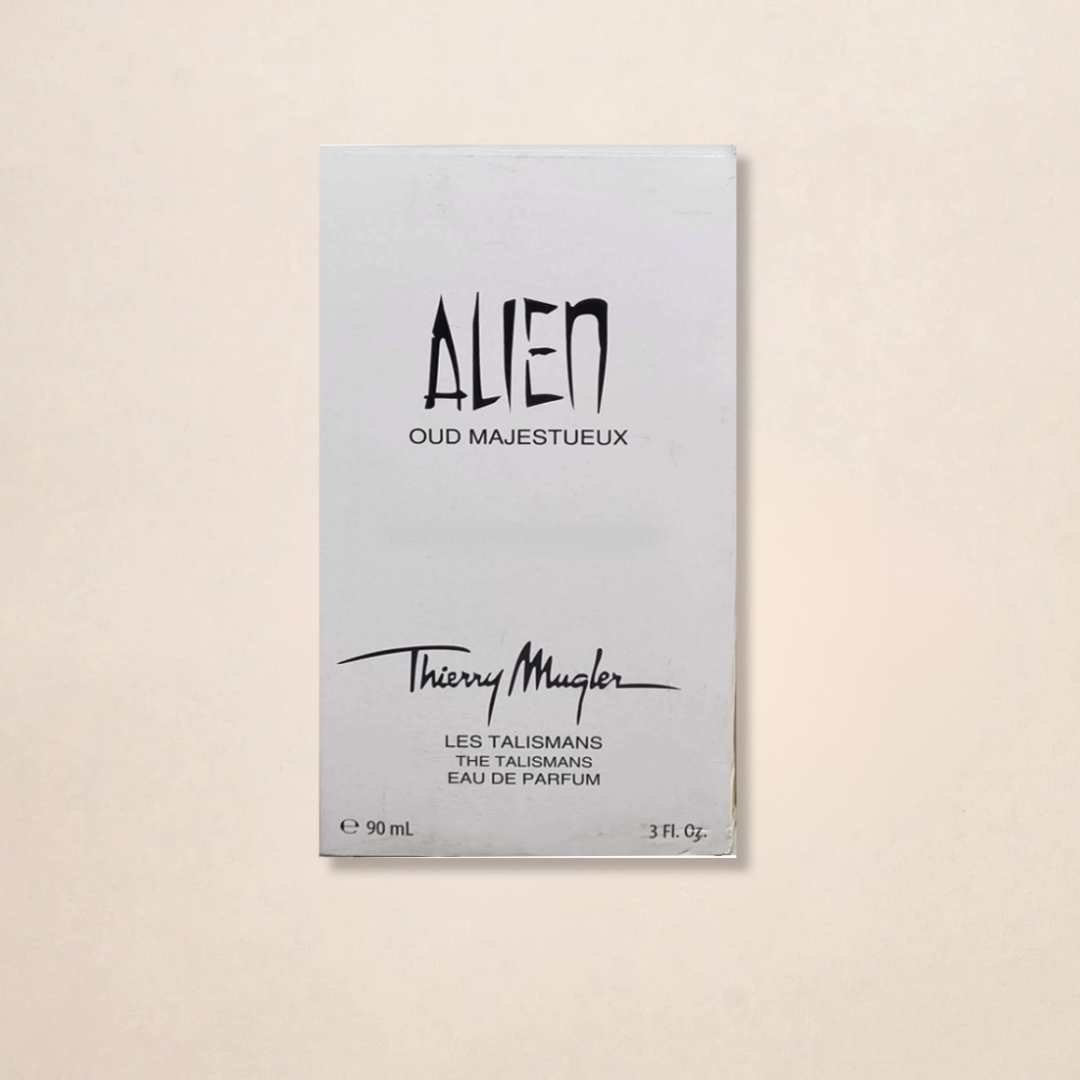 ALIEN
OUD MAJESTUEUX
Thierry Mugler
LES TALISMANS
THE TALISMANS
EAU DE PARFUM
℮ 90 mL 3 Fl. Oz.